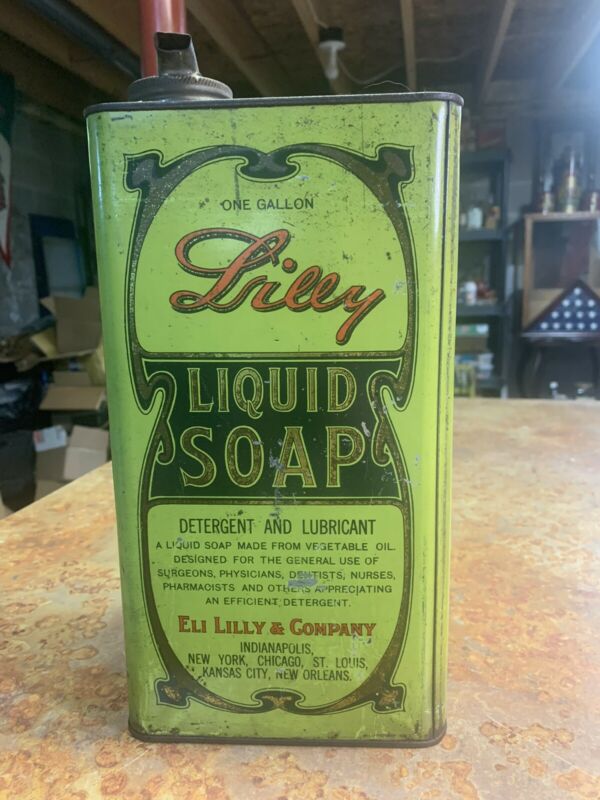 ONE GALLON
Lilly
LIQUID
SOAP
DETERGENT AND LUBRICANT
A LIQUID SOAP MADE FROM VEGETABLE OIL.
DESIGNED FOR THE GENERAL USE OF
SURGEONS, PHYSICIANS, DENTISTS, NURSES,
PHARMACISTS AND OTHERS APPRECIATING
AN EFFICIENT DETERGENT.
ELI LILLY & COMPANY
INDIANAPOLIS,
NEW YORK, CHICAGO, ST. LOUIS,
KANSAS CITY, NEW ORLEANS.